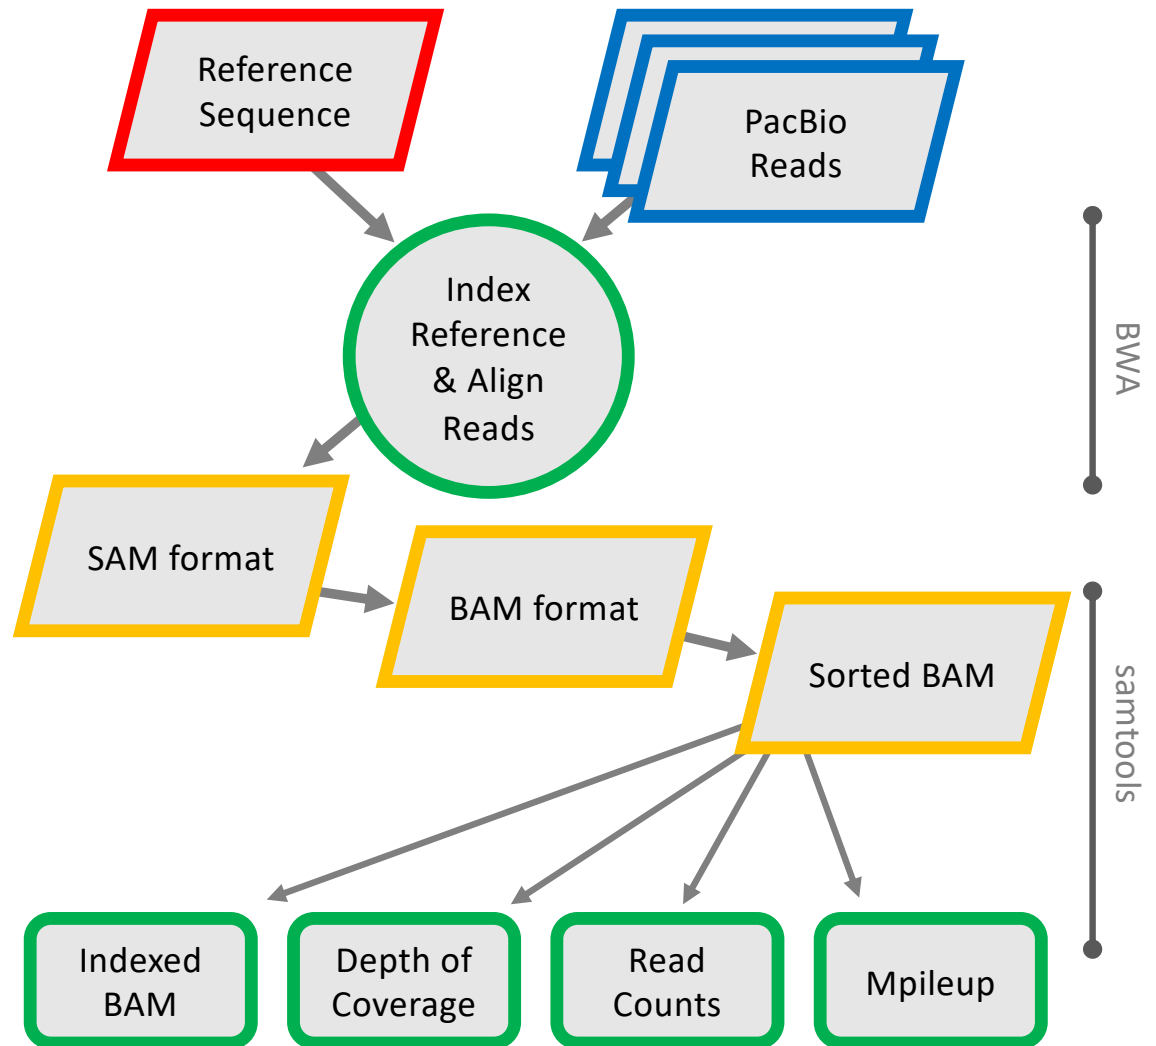 Reference
Sequence
PacBio
Reads
Index
Reference
& Align
Reads
BWA
SAM format
BAM format
Sorted BAM
samtools
Indexed
BAM
Depth of
Coverage
Read
Counts
Mpileup